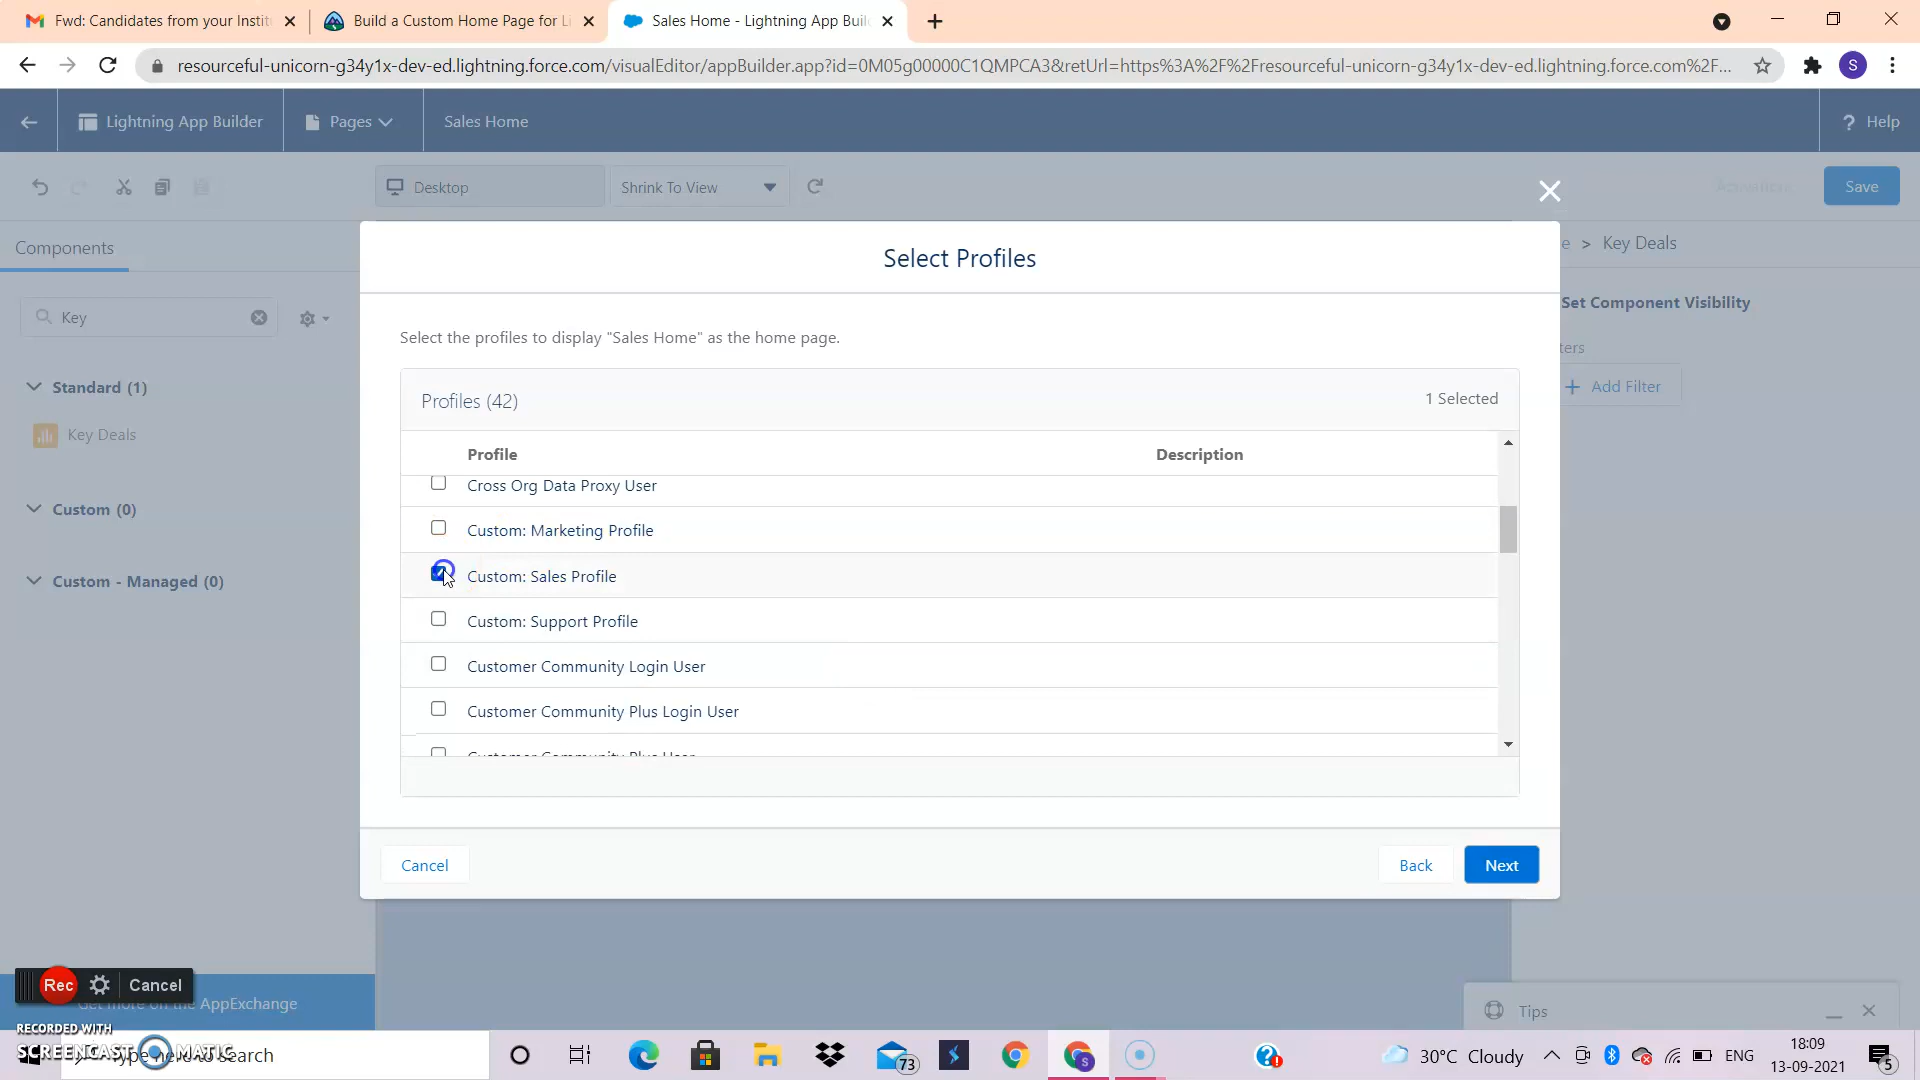 Fwd: Candidates from your Instit
Build a Custom Home Page for Li
Sales Home - Lightning App Buil
resourceful-unicorn-g34y1x-dev-ed.lightning.force.com/visualEditor/appBuilder.app?id=0M05g00000C1QMPCA3&retUrl=https%3A%2F%2Fresourceful-unicorn-g34y1x-dev-ed.lightning.force.com%2F...
S
Lightning App Builder
Pages
Sales Home
? Help
Desktop
Shrink To View
Activation...
Save
Components
Select Profiles
e > Key Deals
Key
Set Component Visibility
Select the profiles to display "Sales Home" as the home page.
ters
Standard (1)
Profiles (42)
1 Selected
+ Add Filter
Key Deals
Profile
Description
Cross Org Data Proxy User
Custom (0)
Custom: Marketing Profile
Custom - Managed (0)
Custom: Sales Profile
Custom: Support Profile
Customer Community Login User
Customer Community Plus Login User
Customer Community Plus User
Cancel
Back
Next
Rec
Cancel
Get more on the AppExchange
Tips
RECORDED WITH
SCREENCAST MATIC
Type here to search
73
S
30°C Cloudy
ENG
18:09
13-09-2021
5